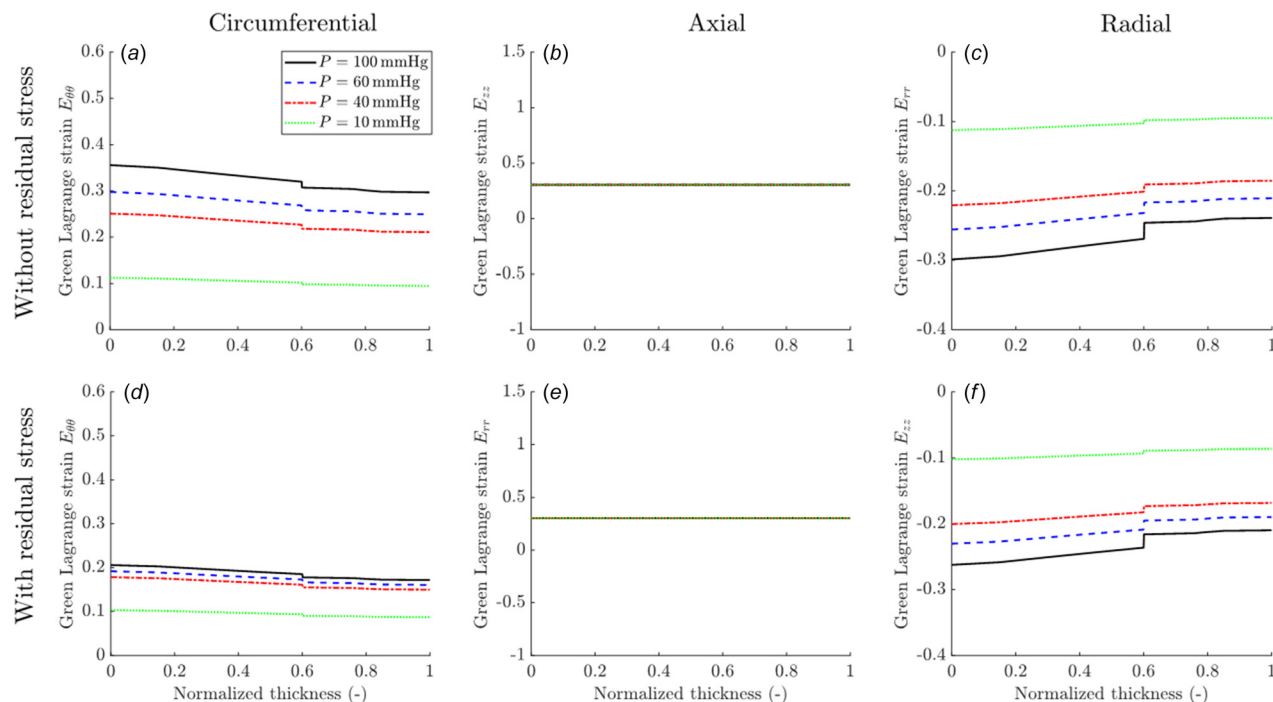 Circumferential
Axial
Radial
Without residual stress
(a)
Green Lagrange strain Eθθ
0.6
0.5
0.4
0.3
0.2
0.1
0
0 0.2 0.4 0.6 0.8 1
P = 100 mmHg
P = 60 mmHg
P = 40 mmHg
P = 10 mmHg
(b)
Green Lagrange strain Ezz
1.5
1
0.5
0
-0.5
-1
0 0.2 0.4 0.6 0.8 1
(c)
Green Lagrange strain Err
0
-0.1
-0.2
-0.3
-0.4
0 0.2 0.4 0.6 0.8 1
With residual stress
(d)
Green Lagrange strain Eθθ
0.6
0.5
0.4
0.3
0.2
0.1
0
0 0.2 0.4 0.6 0.8 1
Normalized thickness (-)
(e)
Green Lagrange strain Err
1.5
1
0.5
0
-0.5
-1
0 0.2 0.4 0.6 0.8 1
Normalized thickness (-)
(f)
Green Lagrange strain Ezz
0
-0.1
-0.2
-0.3
-0.4
0 0.2 0.4 0.6 0.8 1
Normalized thickness (-)